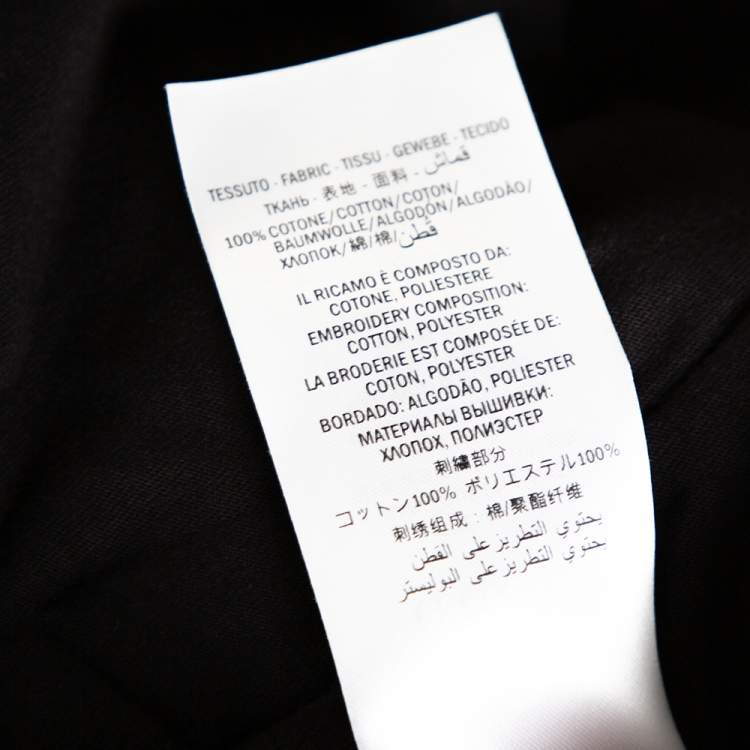 TESSUTO - FABRIC - TISSU - GEWEBE - TECIDO
ТКАНЬ - 表地 - 面料 - قماش
100% COTONE/COTTON/COTON/
BAUMWOLLE/ALGODÓN/ALGODÃO/
ХЛОПОК/綿/棉/قطن
IL RICAMO È COMPOSTO DA:
COTONE, POLIESTERE
EMBROIDERY COMPOSITION:
COTTON, POLYESTER
LA BRODERIE EST COMPOSÉE DE:
COTON, POLYESTER
BORDADO: ALGODÃO, POLIESTER
МАТЕРИАЛЫ ВЫШИВКИ:
ХЛОПОХ, ПОЛИЭСТЕР
刺繍部分
コットン100% ポリエステル100%
刺绣组成：棉/聚酯纤维
يحتوي التطريز على القطن
يحتوي التطريز على البوليستر